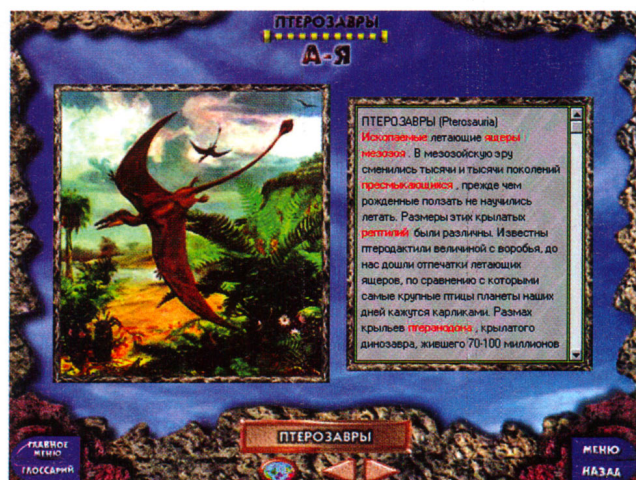 ПТЕРОЗАВРЫ
А-Я
ПТЕРОЗАВРЫ (Pterosauria)
Ископаемые летающие ящеры
мезозоя . В мезозойскую эру
сменились тысячи и тысячи поколений
пресмыкающихся , прежде чем
рожденные ползать не научились
летать. Размеры этих крылатых
рептилий были различны. Известны
птеродактили величиной с воробья, до
нас дошли отпечатки летающих
ящеров, по сравнению с которыми
самые крупные птицы планеты наших
дней кажутся карликами. Размах
крыльев птеранодона , крылатого
динозавра, жившего 70-100 миллионов
ПТЕРОЗАВРЫ
ГЛАВНОЕ
МЕНЮ
ГЛОССАРИЙ
МЕНЮ
НАЗАД